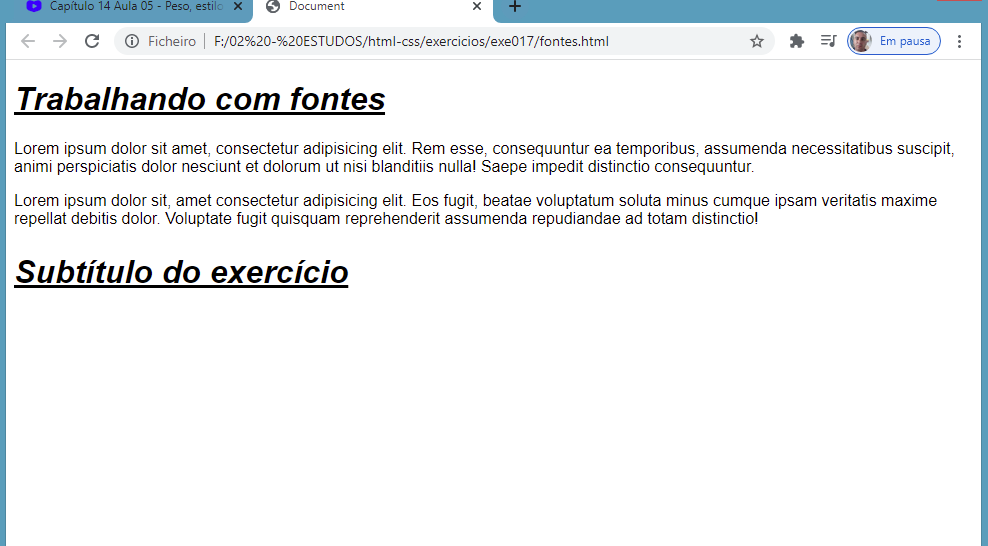 Capítulo 14 Aula 05 - Peso, estilo
Document
Ficheiro
F:/02%20-%20ESTUDOS/html-css/exercicios/exe017/fontes.html
Em pausa
Trabalhando com fontes
Lorem ipsum dolor sit amet, consectetur adipisicing elit. Rem esse, consequuntur ea temporibus, assumenda necessitatibus suscipit,
animi perspiciatis dolor nesciunt et dolorum ut nisi blanditiis nulla! Saepe impedit distinctio consequuntur.
Lorem ipsum dolor sit, amet consectetur adipisicing elit. Eos fugit, beatae voluptatum soluta minus cumque ipsam veritatis maxime
repellat debitis dolor. Voluptate fugit quisquam reprehenderit assumenda repudiandae ad totam distinctio!
Subtítulo do exercício